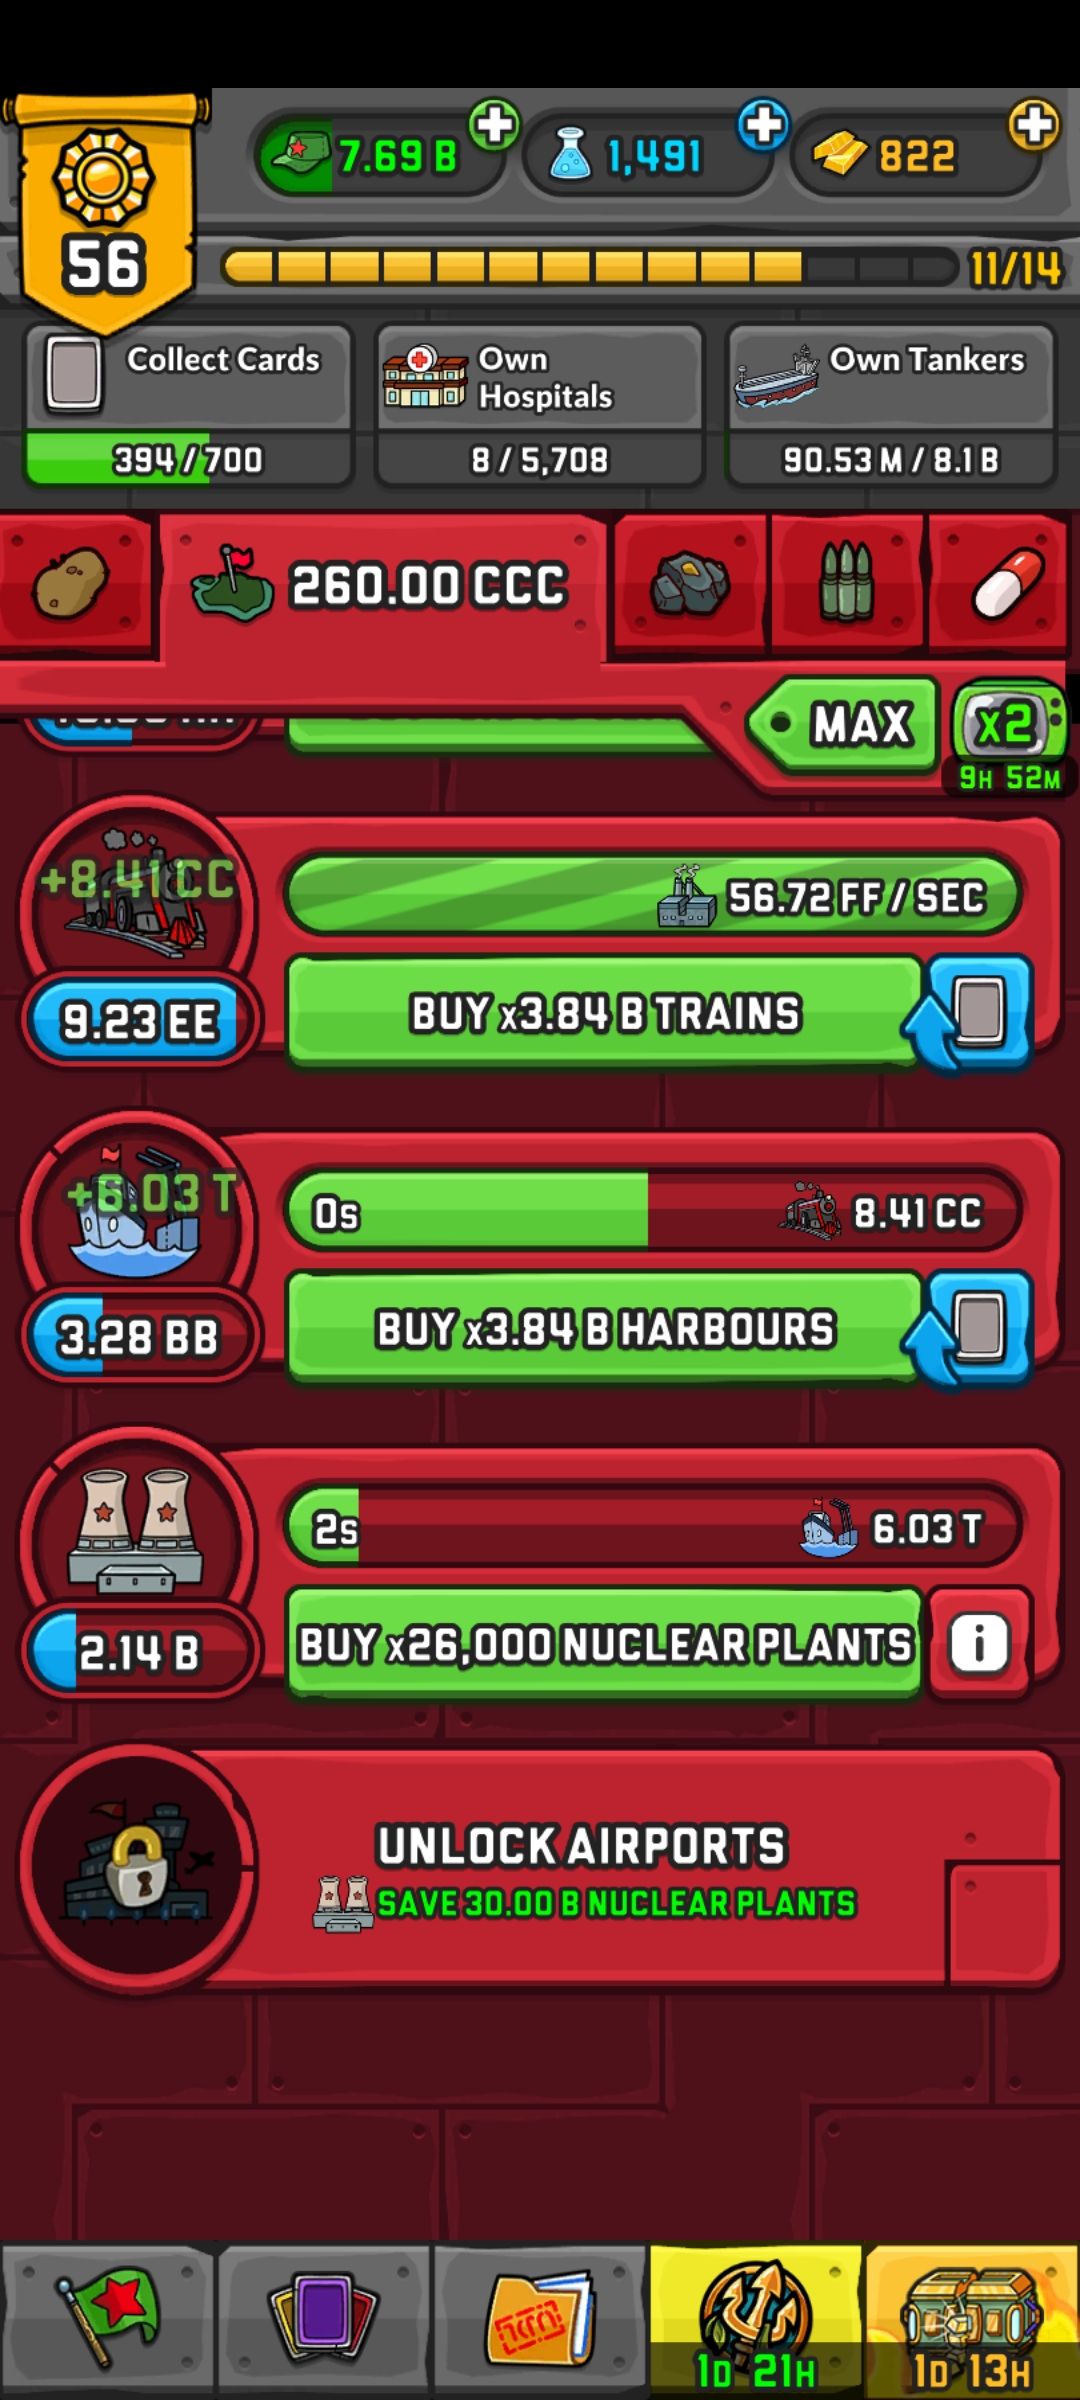 7.69 B
1,491
822
56
11/14
Collect Cards
394 / 700
Own
Hospitals
8 / 5,708
Own Tankers
90.53 M / 8.1 B
260.00 CCC
MAX
x2
9H 52M
+8.41 CC
56.72 FF / SEC
9.23 EE
BUY x3.84 B TRAINS
+6.03 T
0s
8.41 CC
3.28 BB
BUY x3.84 B HARBOURS
2s
6.03 T
2.14 B
BUY x26,000 NUCLEAR PLANTS
i
UNLOCK AIRPORTS
SAVE 30.00 B NUCLEAR PLANTS
1D 21H
1D 13H